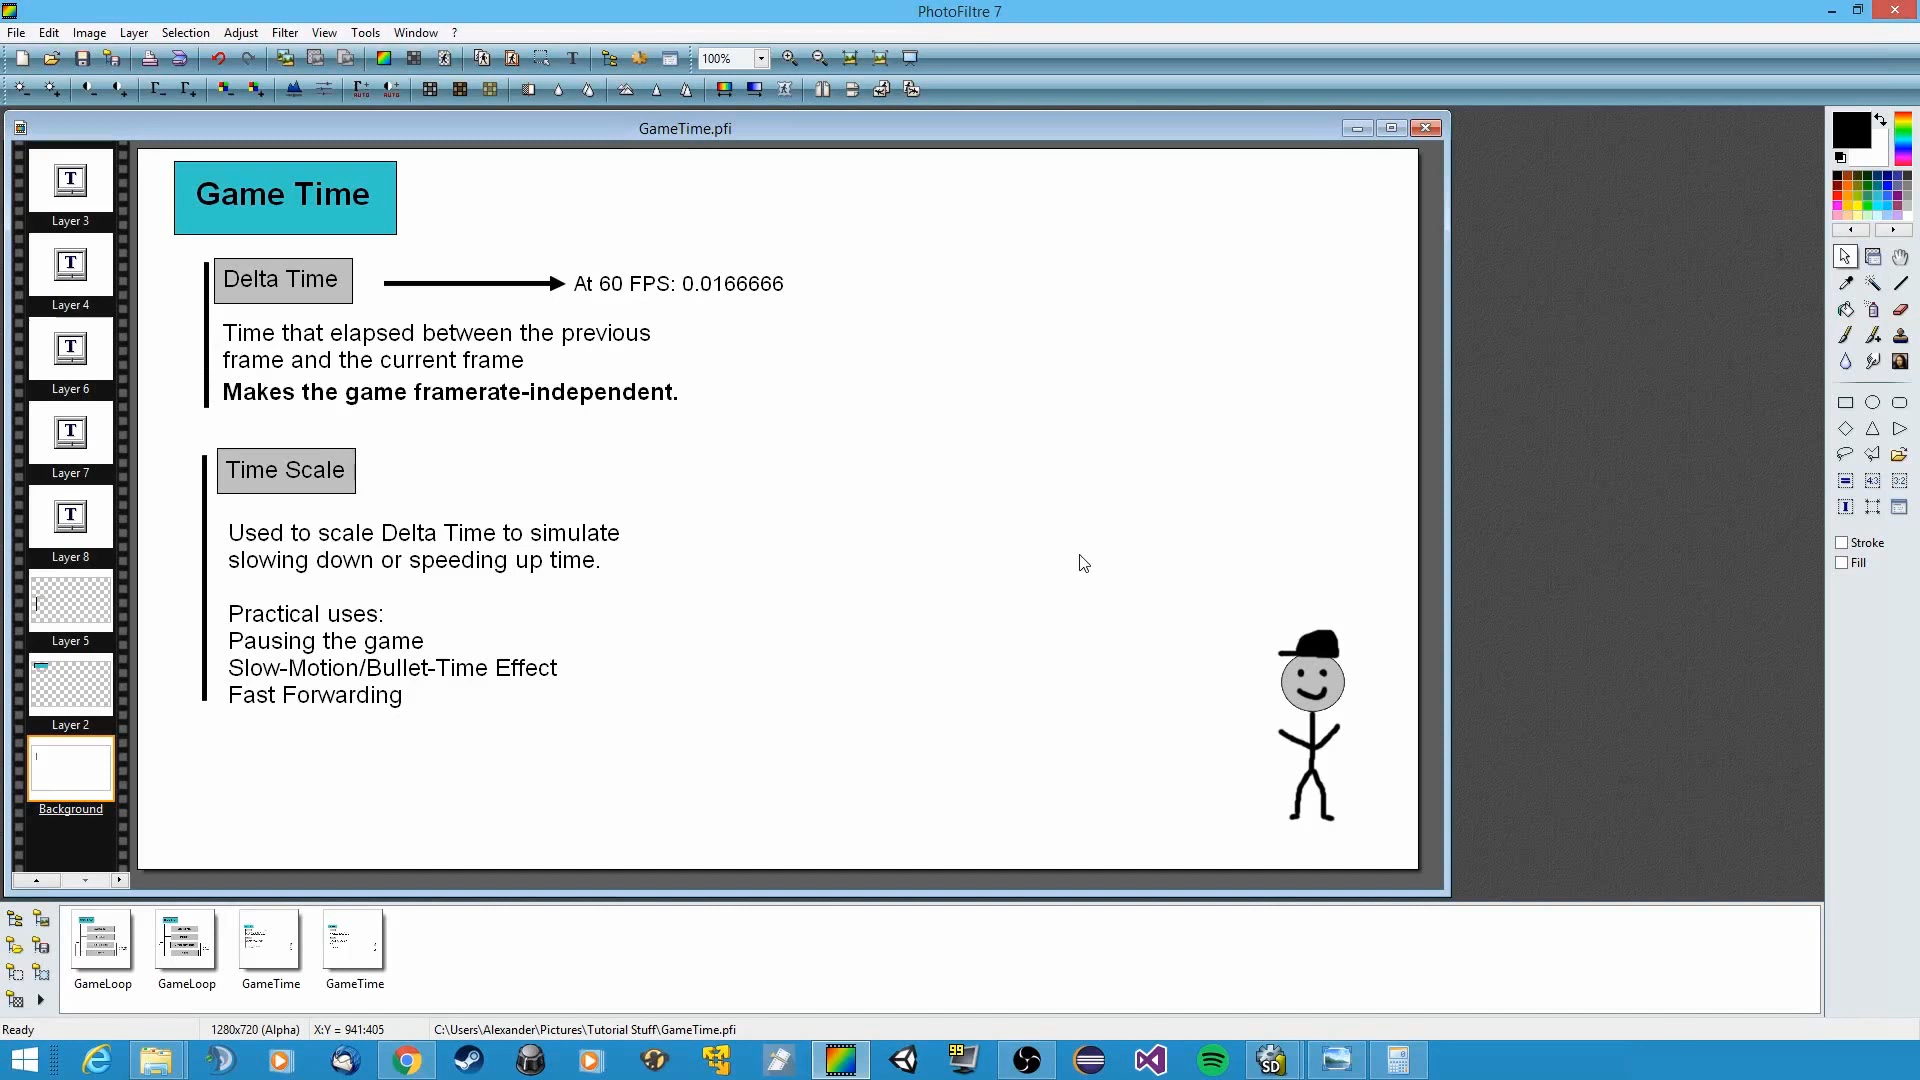 PhotoFiltre 7
File Edit Image Layer Selection Adjust Filter View Tools Window ?
100%
GameTime.pfi
T
Layer 3
T
Layer 4
T
Layer 6
T
Layer 7
T
Layer 8
Layer 5
Layer 2
Background
Game Time
Delta Time
At 60 FPS: 0.0166666
Time that elapsed between the previous
frame and the current frame
Makes the game framerate-independent.
Time Scale
Used to scale Delta Time to simulate
slowing down or speeding up time.
Practical uses:
Pausing the game
Slow-Motion/Bullet-Time Effect
Fast Forwarding
Stroke
Fill
GameLoop GameLoop GameTime GameTime
Ready 1280x720 (Alpha) X:Y = 941:405 C:\Users\Alexander\Pictures\Tutorial Stuff\GameTime.pfi
99
SD